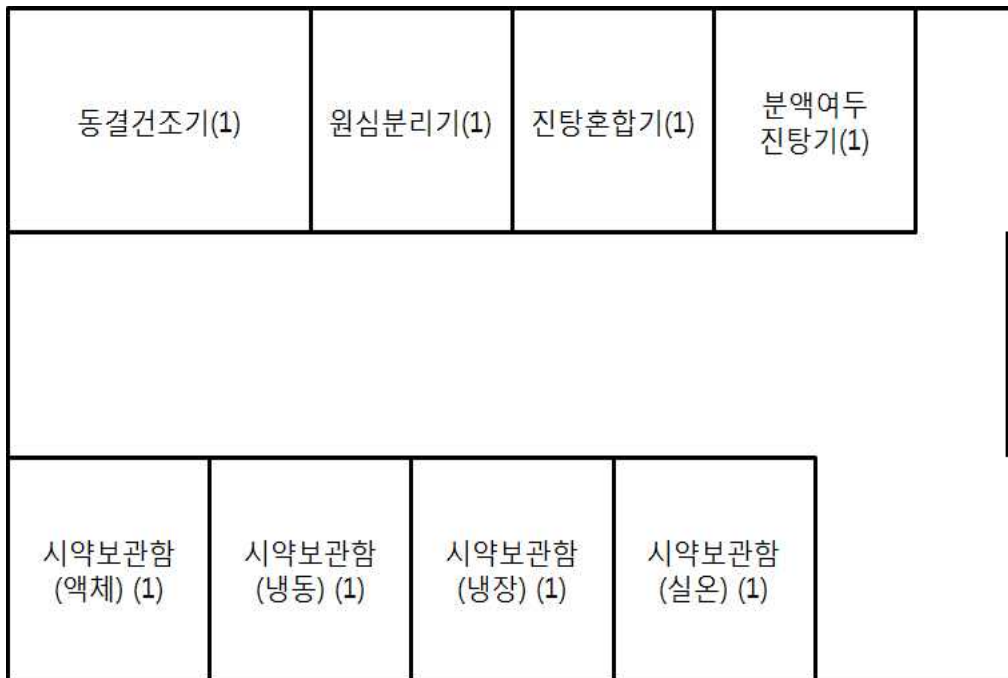 동결건조기(1)
원심분리기(1)
진탕혼합기(1)
분액여두
진탕기(1)
시약보관함
(액체) (1)
시약보관함
(냉동) (1)
시약보관함
(냉장) (1)
시약보관함
(실온) (1)